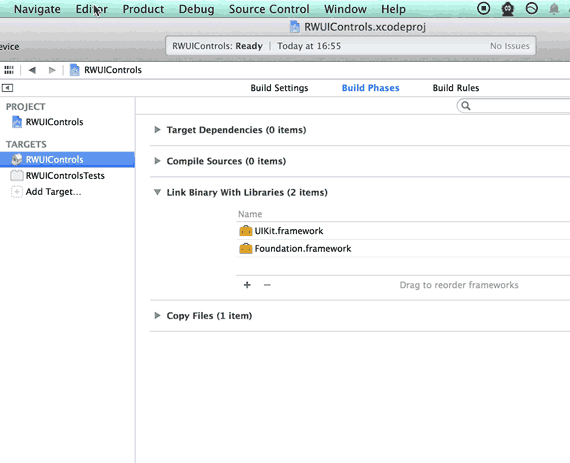 Navigate Editor Product Debug Source Control Window Help
RWUIControls.xcodeproj
evice
RWUIControls: Ready | Today at 16:55 No Issues
RWUIControls
Build Settings Build Phases Build Rules
PROJECT
RWUIControls
TARGETS
RWUIControls
RWUIControlsTests
Add Target...
Target Dependencies (0 items)
Compile Sources (0 items)
Link Binary With Libraries (2 items)
Name
UIKit.framework
Foundation.framework
+ − Drag to reorder frameworks
Copy Files (1 item)